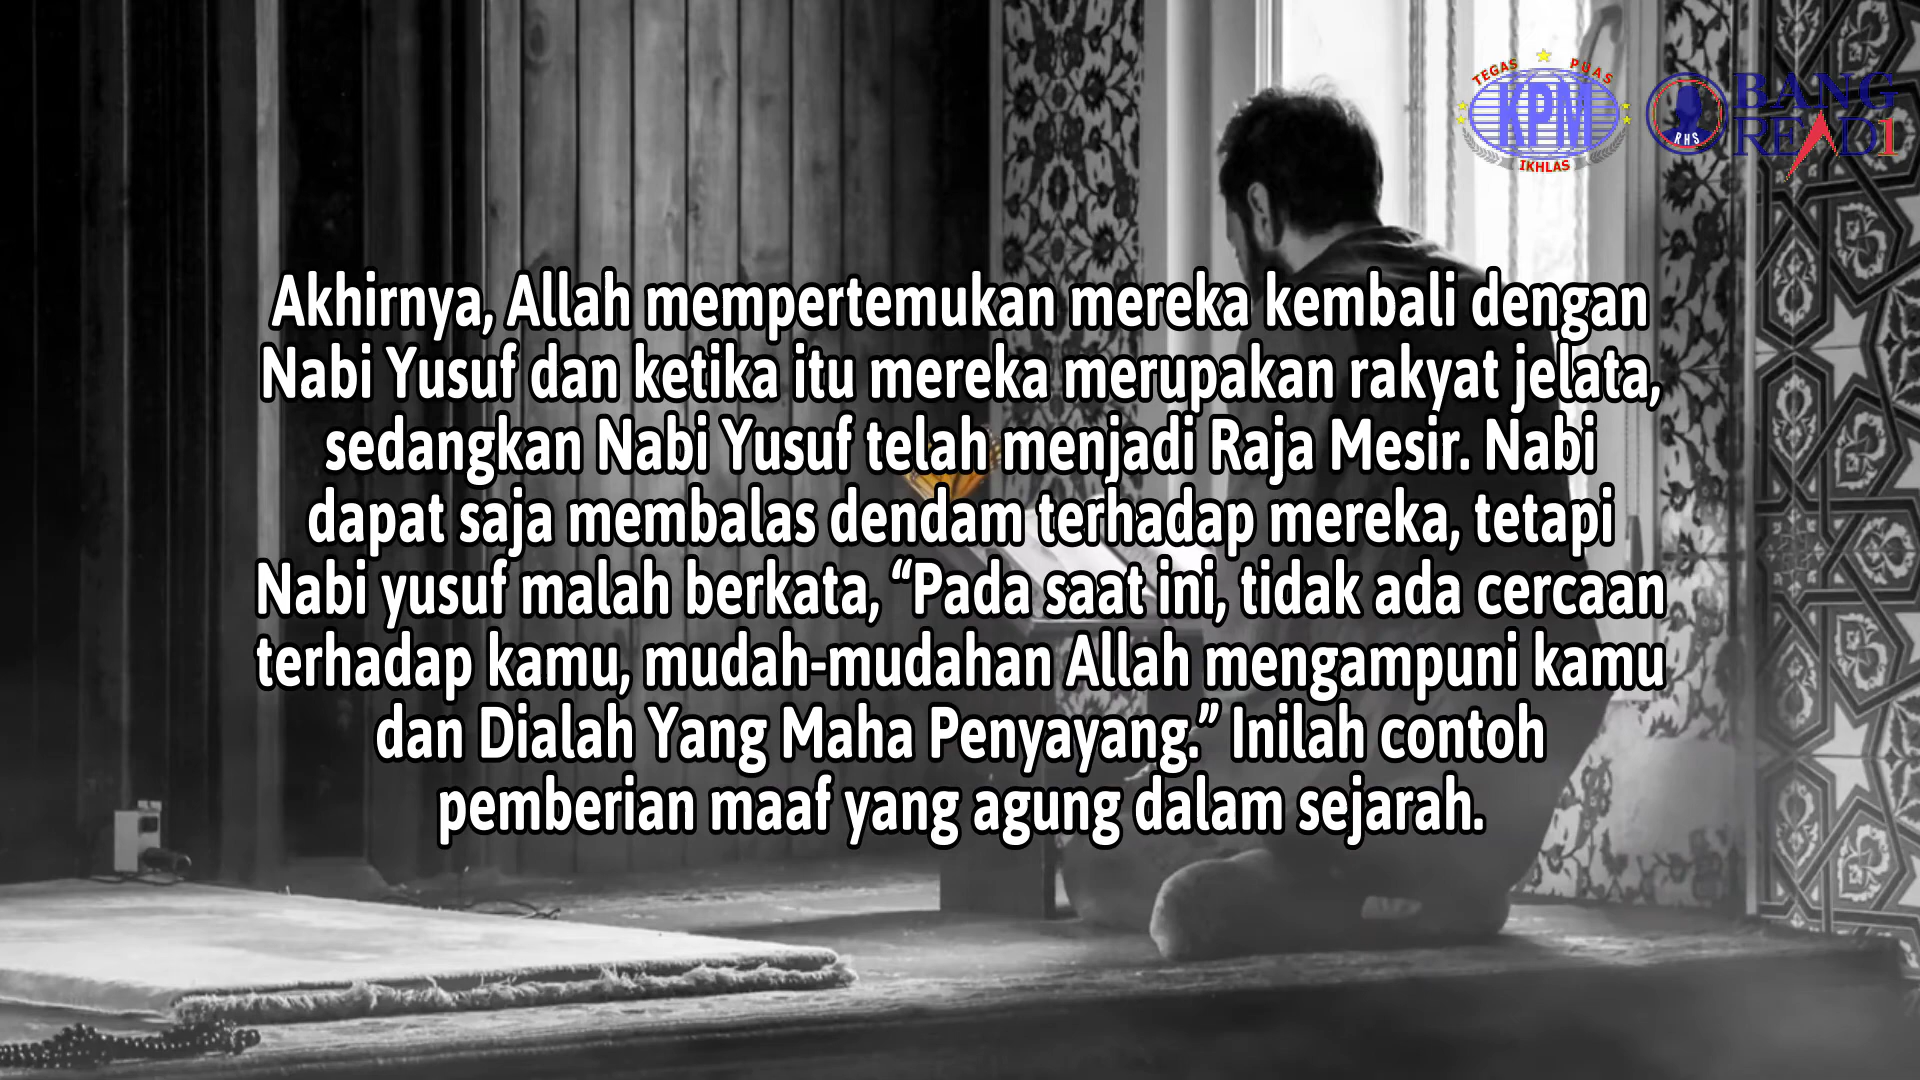 TEGAS PUAS
KPM
IKHLAS
RHS
BANG
READ1
Akhirnya, Allah mempertemukan mereka kembali dengan
Nabi Yusuf dan ketika itu mereka merupakan rakyat jelata,
sedangkan Nabi Yusuf telah menjadi Raja Mesir. Nabi
dapat saja membalas dendam terhadap mereka, tetapi
Nabi yusuf malah berkata, “Pada saat ini, tidak ada cercaan
terhadap kamu, mudah-mudahan Allah mengampuni kamu
dan Dialah Yang Maha Penyayang.” Inilah contoh
pemberian maaf yang agung dalam sejarah.